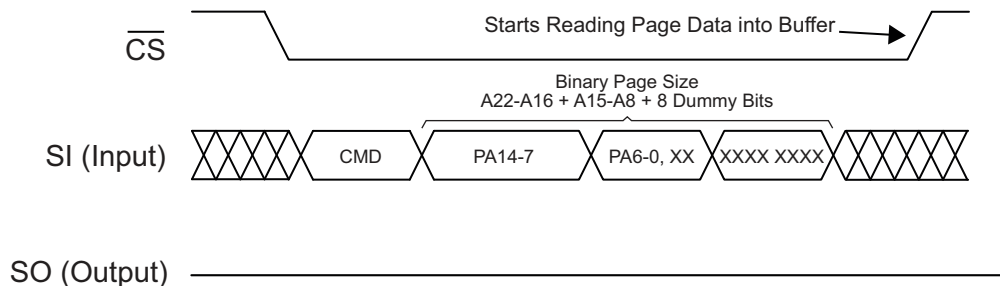 Starts Reading Page Data into Buffer
CS
Binary Page Size
A22-A16 + A15-A8 + 8 Dummy Bits
SI (Input)
CMD
PA14-7
PA6-0, XX
XXXX XXXX
SO (Output)